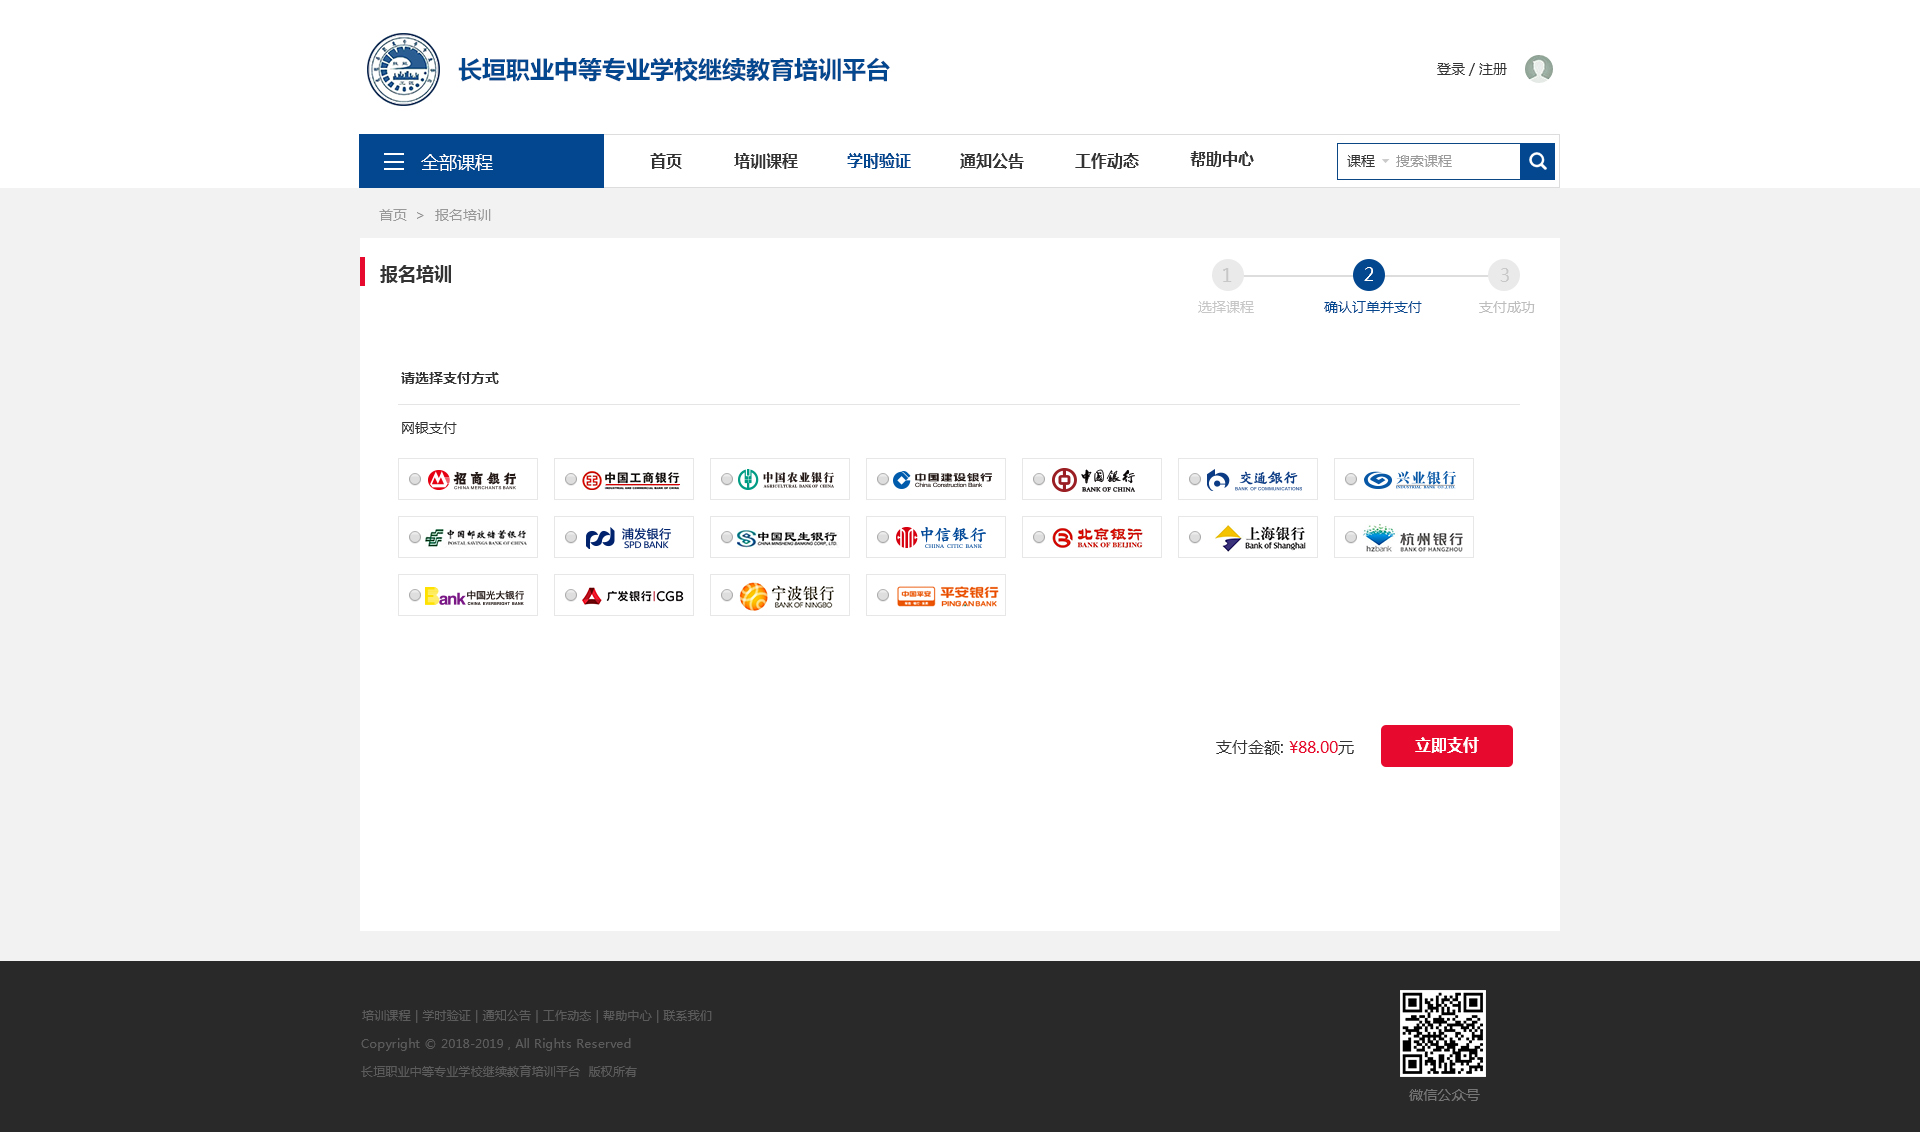 长垣职业中等专业学校继续教育培训平台
登录 / 注册
全部课程
首页
培训课程
学时验证
通知公告
工作动态
帮助中心
课程
搜索课程
首页 > 报名培训
报名培训
1
2
3
选择课程
确认订单并支付
支付成功
请选择支付方式
网银支付
招商银行
CHINA MERCHANTS BANK
中国工商银行
INDUSTRIAL AND COMMERCIAL BANK OF CHINA
中国农业银行
AGRICULTURAL BANK OF CHINA
中国建设银行
China Construction Bank
中国银行
BANK OF CHINA
交通银行
BANK OF COMMUNICATIONS
兴业银行
INDUSTRIAL BANK CO.,LTD.
中国邮政储蓄银行
POSTAL SAVINGS BANK OF CHINA
浦发银行
SPD BANK
中国民生银行
CHINA MINSHENG BANKING CORP., LTD.
中信银行
CHINA CITIC BANK
北京银行
BANK OF BEIJING
上海银行
Bank of Shanghai
hzbank
杭州银行
BANK OF HANGZHOU
Bank
中国光大银行
CHINA EVERBRIGHT BANK
广发银行|CGB
宁波银行
BANK OF NINGBO
中国平安
平安银行
PING AN BANK
支付金额: ¥88.00元
立即支付
培训课程 | 学时验证 | 通知公告 | 工作动态 | 帮助中心 | 联系我们
Copyright © 2018-2019 , All Rights Reserved
长垣职业中等专业学校继续教育培训平台 版权所有
微信公众号